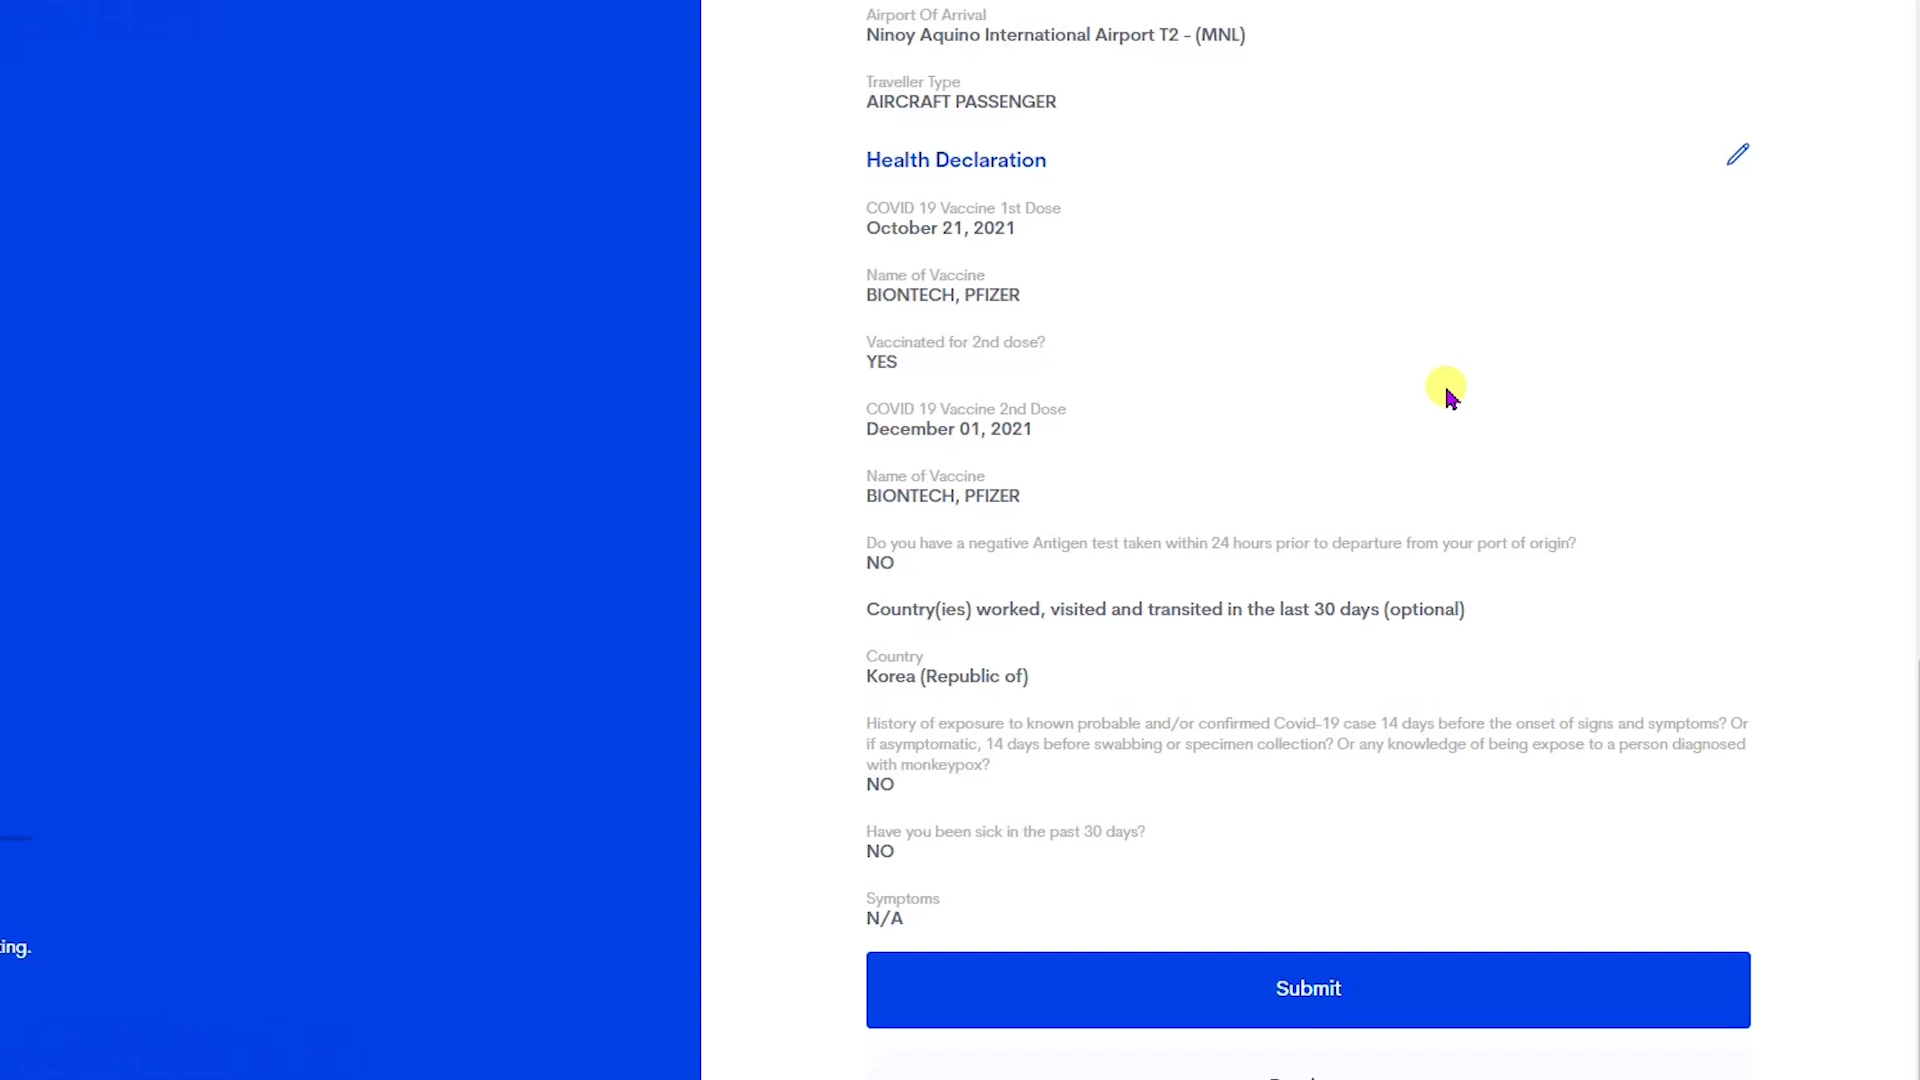 Airport Of Arrival
Ninoy Aquino International Airport T2 - (MNL)
Traveller Type
AIRCRAFT PASSENGER
Health Declaration
COVID 19 Vaccine 1st Dose
October 21, 2021
Name of Vaccine
BIONTECH, PFIZER
Vaccinated for 2nd dose?
YES
COVID 19 Vaccine 2nd Dose
December 01, 2021
Name of Vaccine
BIONTECH, PFIZER
Do you have a negative Antigen test taken within 24 hours prior to departure from your port of origin?
NO
Country(ies) worked, visited and transited in the last 30 days (optional)
Country
Korea (Republic of)
History of exposure to known probable and/or confirmed Covid-19 case 14 days before the onset of signs and symptoms? Or
if asymptomatic, 14 days before swabbing or specimen collection? Or any knowledge of being expose to a person diagnosed
with monkeypox?
NO
Have you been sick in the past 30 days?
NO
Symptoms
N/A
ting.
Submit